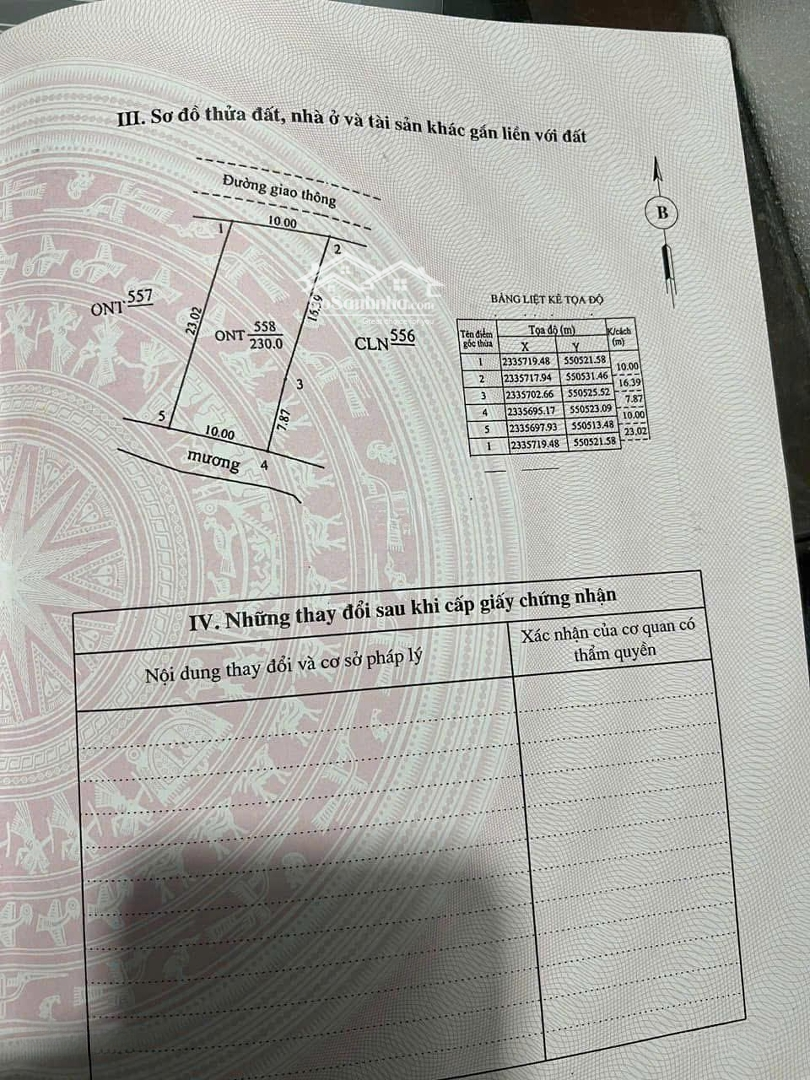 III. Sơ đồ thửa đất, nhà ở và tài sản khác gắn liền với đất
Đường giao thông
10.00
1
2
B
ONT 557
23.02
ONT 558
230.0
16.39
CLN 556
3
7.87
5
10.00
4
mương
BẢNG LIỆT KÊ TỌA ĐỘ
Tên điểm góc thửa Tọa độ (m) K/cách (m)
X Y
1 2335719.48 550521.58
10.00
2 2335717.94 550531.46
16.39
3 2335702.66 550525.52
7.87
4 2335695.17 550523.09
10.00
5 2335697.93 550513.48
23.02
1 2335719.48 550521.58
IV. Những thay đổi sau khi cấp giấy chứng nhận
Nội dung thay đổi và cơ sở pháp lý
Xác nhận của cơ quan có
thẩm quyền